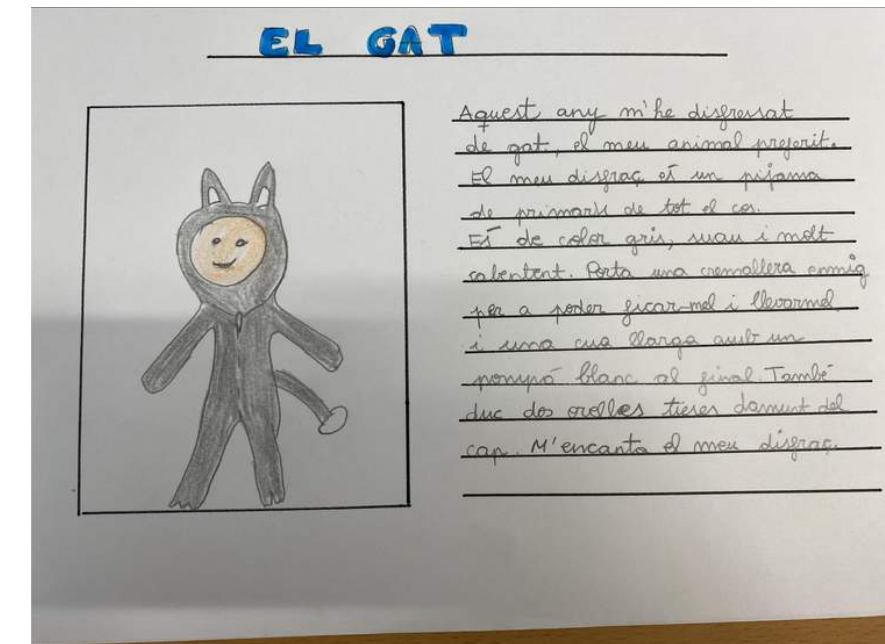 EL GAT
Aquest any m'he disfressat
de gat, el meu animal preferit.
El meu disfraç és un pijama
de primark de tot el cos.
És de color gris, suau i molt
calentent. Porta una cremallera enmig
per a poder ficar-mel i llevarmel
i una cua llarga amb un
pompó blanc al final. També
duc dos orelles tieses damunt del
cap. M'encanta el meu disfraç.